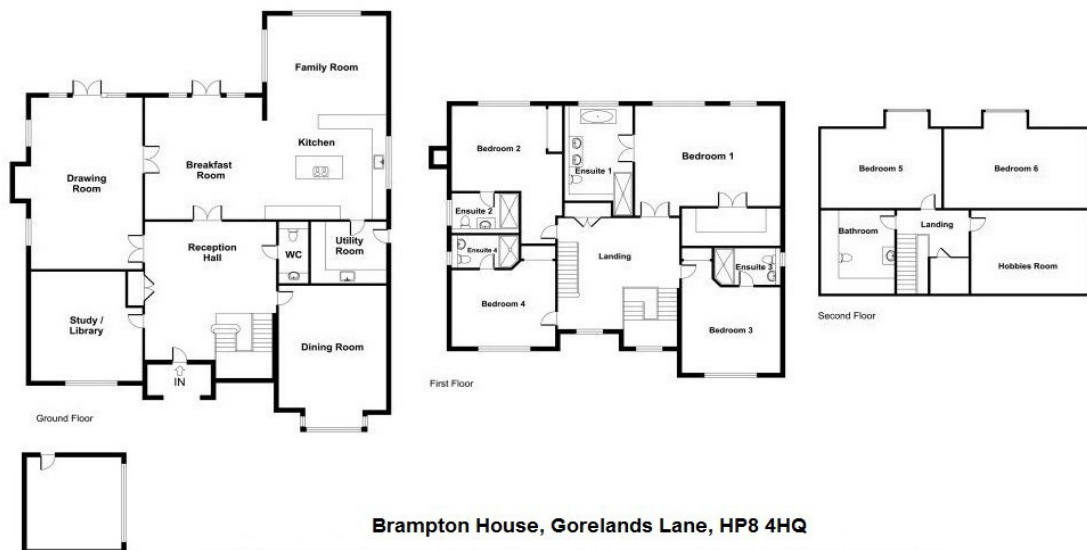 Family Room
Kitchen
Breakfast
Room
Drawing
Room
Reception
Hall
WC
Utility
Room
Study /
Library
Dining Room
IN
Ground Floor
Bedroom 2
Ensuite 1
Bedroom 1
Ensuite 2
Ensuite 4
Landing
Ensuite 3
Bedroom 4
Bedroom 3
First Floor
Bedroom 5
Bedroom 6
Bathroom
Landing
Hobbies Room
Second Floor
Brampton House, Gorelands Lane, HP8 4HQ